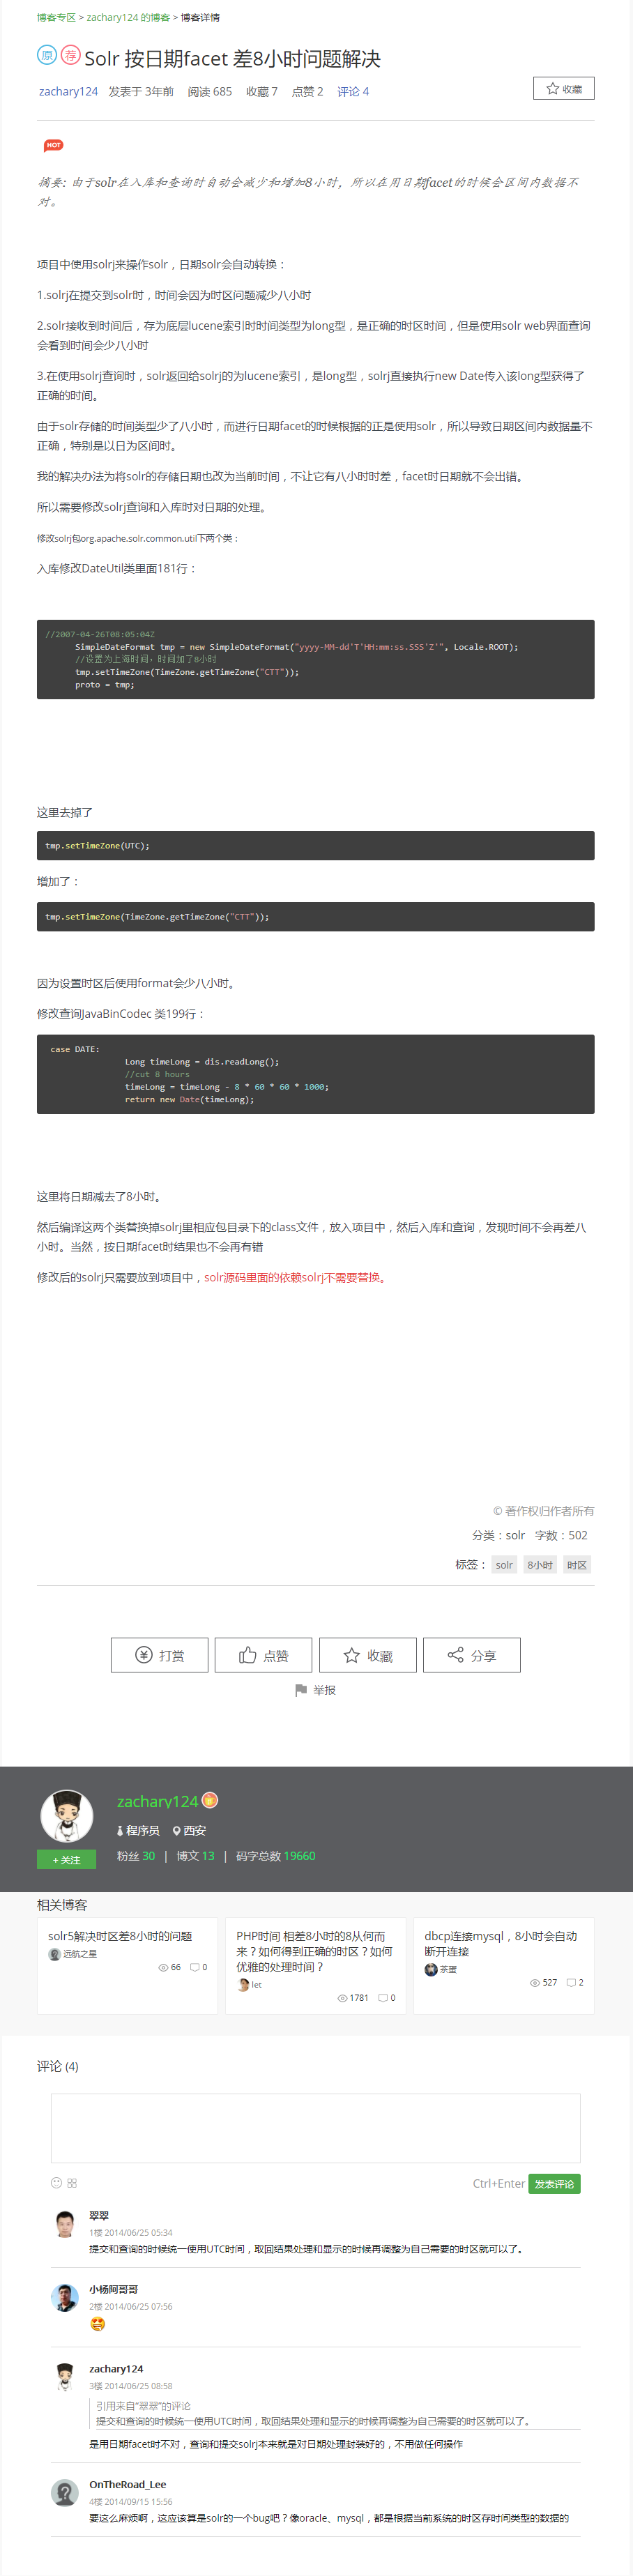 博客专区 > zachary124 的博客 > 博客详情
原 荐 Solr 按日期facet 差8小时问题解决
zachary124 发表于 3年前 阅读 685 收藏 7 点赞 2 评论 4
收藏
HOT
摘要: 由于solr在入库和查询时自动会减少和增加8小时，所以在用日期facet的时候会区间内数据不
对。
项目中使用solrj来操作solr，日期solr会自动转换：
1.solrj在提交到solr时，时间会因为时区问题减少八小时
2.solr接收到时间后，存为底层lucene索引时时间类型为long型，是正确的时区时间，但是使用solr web界面查询
会看到时间会少八小时
3.在使用solrj查询时，solr返回给solrj的为lucene索引，是long型，solrj直接执行new Date传入该long型获得了
正确的时间。
由于solr存储的时间类型少了八小时，而进行日期facet的时候根据的正是使用solr，所以导致日期区间内数据量不
正确，特别是以日为区间时。
我的解决办法为将solr的存储日期也改为当前时间，不让它有八小时时差，facet时日期就不会出错。
所以需要修改solrj查询和入库时对日期的处理。
修改solrj包org.apache.solr.common.util下两个类：
入库修改DateUtil类里面181行：
//2007-04-26T08:05:04Z
SimpleDateFormat tmp = new SimpleDateFormat("yyyy-MM-dd'T'HH:mm:ss.SSS'Z'", Locale.ROOT);
//设置为上海时间，时间加了8小时
tmp.setTimeZone(TimeZone.getTimeZone("CTT"));
proto = tmp;
这里去掉了
tmp.setTimeZone(UTC);
增加了：
tmp.setTimeZone(TimeZone.getTimeZone("CTT"));
因为设置时区后使用format会少八小时。
修改查询JavaBinCodec 类199行：
case DATE:
Long timeLong = dis.readLong();
//cut 8 hours
timeLong = timeLong - 8 * 60 * 60 * 1000;
return new Date(timeLong);
这里将日期减去了8小时。
然后编译这两个类替换掉solrj里相应包目录下的class文件，放入项目中，然后入库和查询，发现时间不会再差八
小时。当然，按日期facet时结果也不会再有错
修改后的solrj只需要放到项目中，solr源码里面的依赖solrj不需要替换。
© 著作权归作者所有
分类：solr 字数：502
标签： solr 8小时 时区
打赏 点赞 收藏 分享
举报
zachary124
程序员 西安
+ 关注
粉丝 30 | 博文 13 | 码字总数 19660
相关博客
solr5解决时区差8小时的问题
远航之星
66 0
PHP时间 相差8小时的8从何而
来？如何得到正确的时区？如何
优雅的处理时间？
let
1781 0
dbcp连接mysql，8小时会自动
断开连接
茶蛋
527 2
评论 (4)
Ctrl+Enter 发表评论
翠翠
1楼 2014/06/25 05:34
提交和查询的时候统一使用UTC时间，取回结果处理和显示的时候再调整为自己需要的时区就可以了。
小杨阿哥哥
2楼 2014/06/25 07:56
zachary124
3楼 2014/06/25 08:58
引用来自“翠翠”的评论
提交和查询的时候统一使用UTC时间，取回结果处理和显示的时候再调整为自己需要的时区就可以了。
是用日期facet时不对，查询和提交solrj本来就是对日期处理封装好的，不用做任何操作
OnTheRoad_Lee
4楼 2014/09/15 15:56
要这么麻烦啊，这应该算是solr的一个bug吧？像oracle、mysql，都是根据当前系统的时区存时间类型的数据的